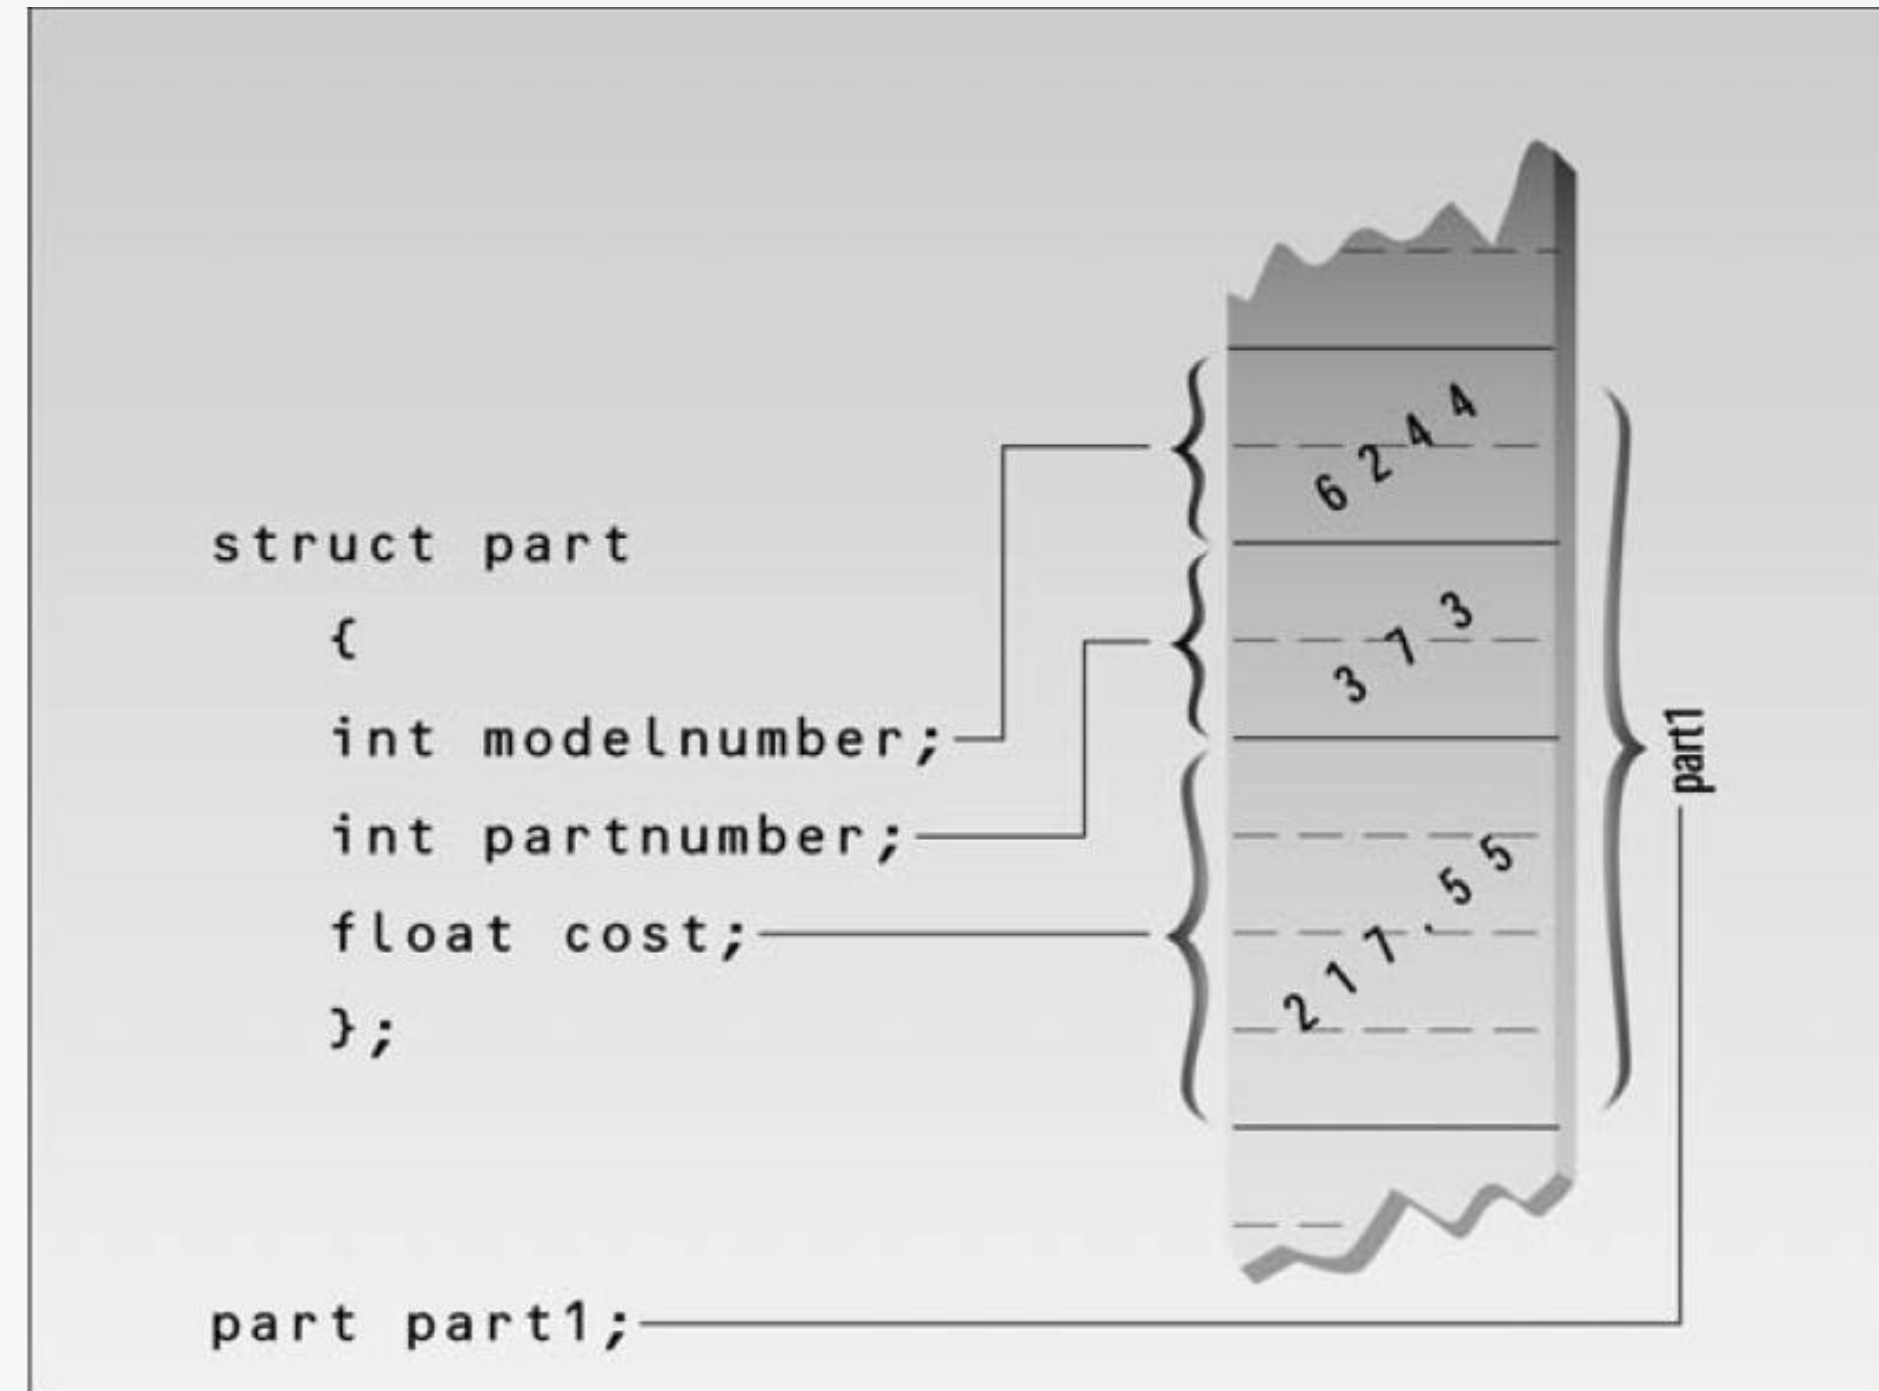 struct part
{
int modelnumber;
int partnumber;
float cost;
};
part part1;
6244
373
217.55
part1